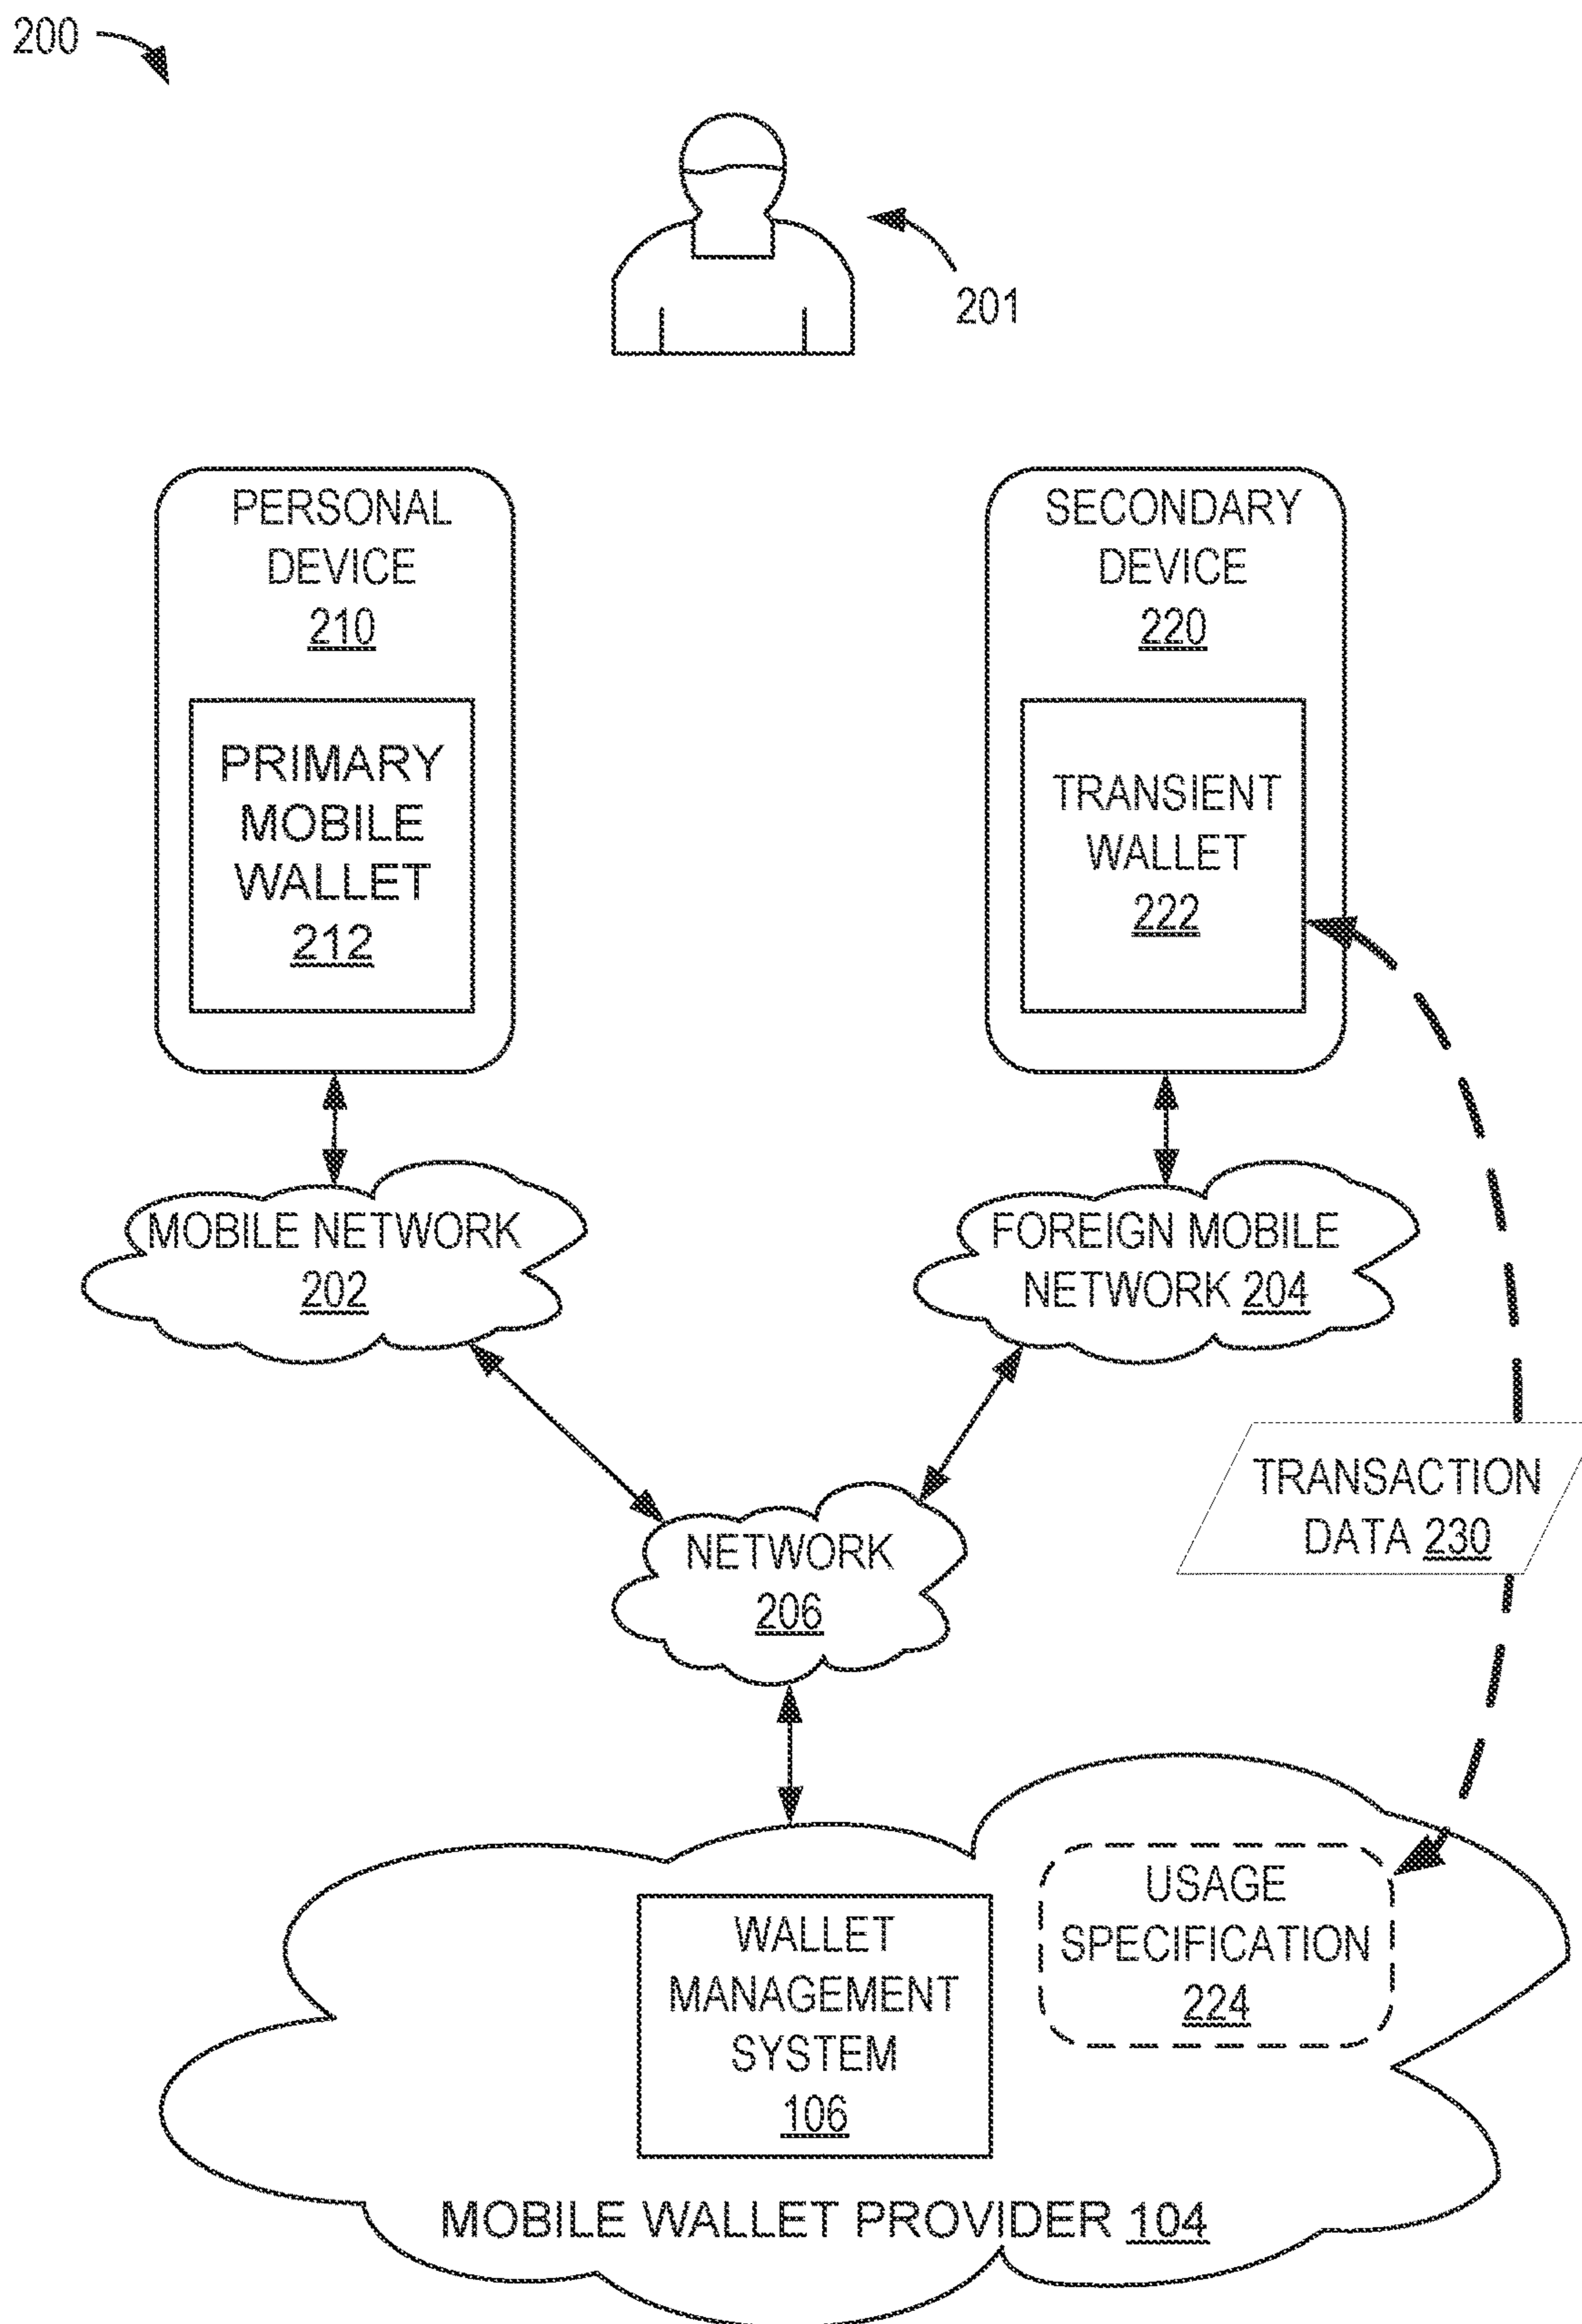 200
201
PERSONAL
DEVICE
210
PRIMARY
MOBILE
WALLET
212
SECONDARY
DEVICE
220
TRANSIENT
WALLET
222
MOBILE NETWORK
202
FOREIGN MOBILE
NETWORK 204
TRANSACTION
DATA 230
NETWORK
206
USAGE
SPECIFICATION
224
WALLET
MANAGEMENT
SYSTEM
106
MOBILE WALLET PROVIDER 104